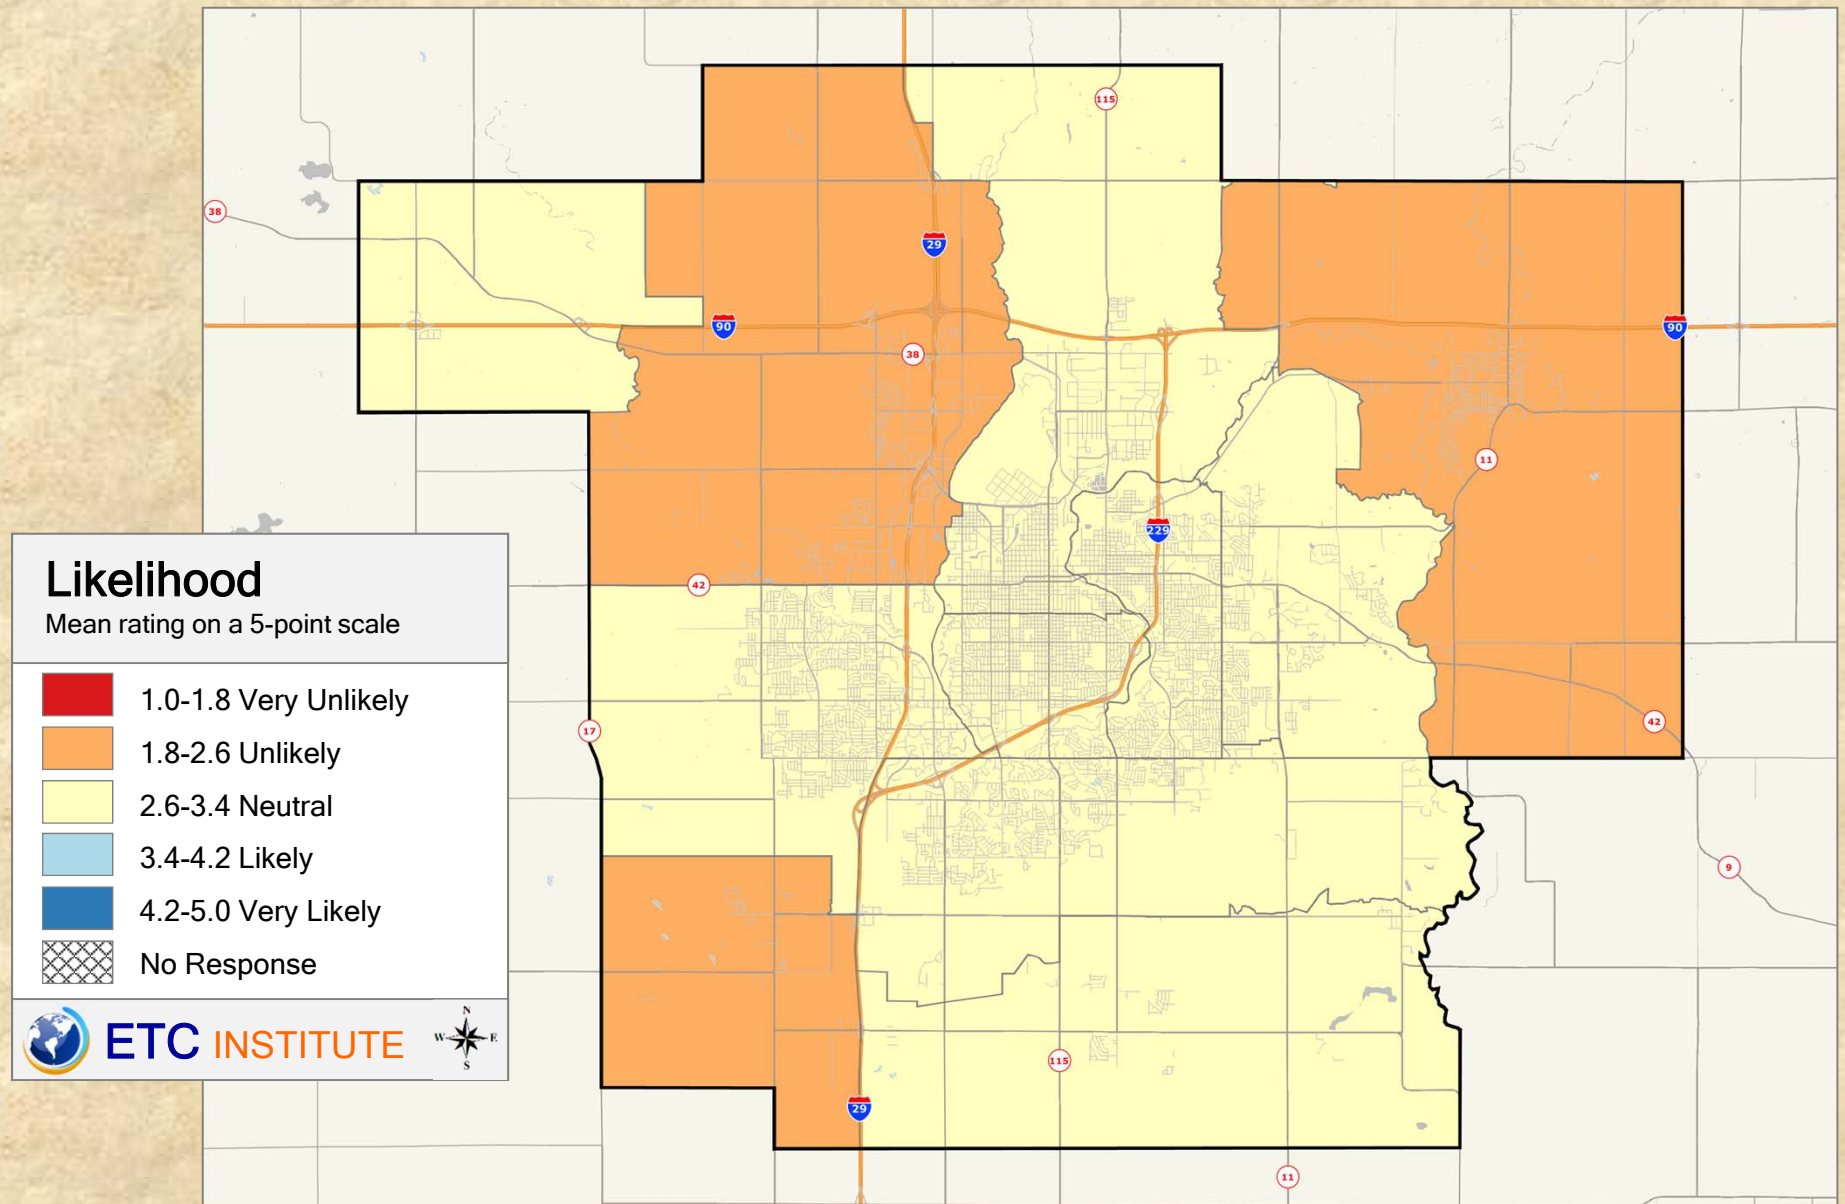 115
38
29
90
90
38
11
229
42
17
42
9
115
29
11
Likelihood
Mean rating on a 5-point scale
1.0-1.8 Very Unlikely
1.8-2.6 Unlikely
2.6-3.4 Neutral
3.4-4.2 Likely
4.2-5.0 Very Likely
No Response
ETC INSTITUTE
N
W E
S